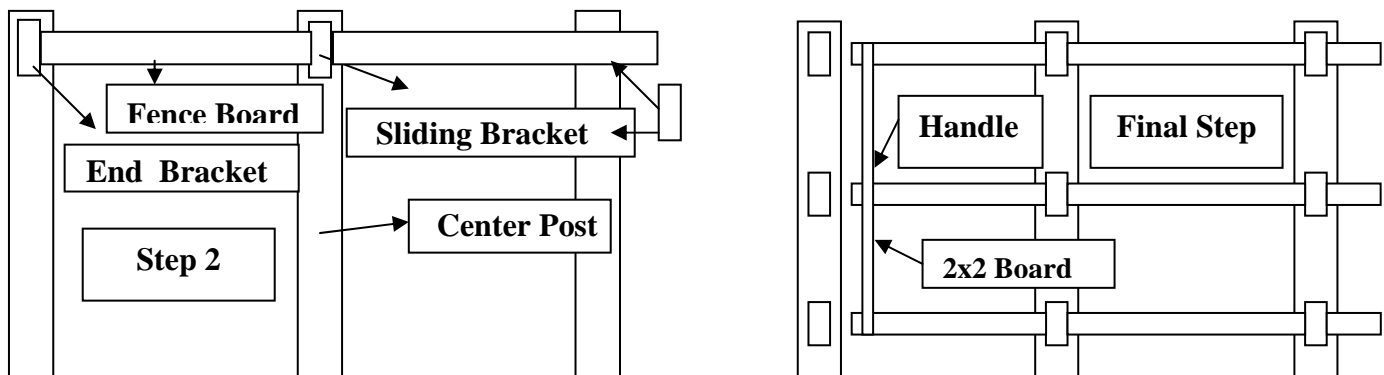 Fence Board
End Bracket
Step 2
Sliding Bracket
Center Post
Handle
Final Step
2x2 Board